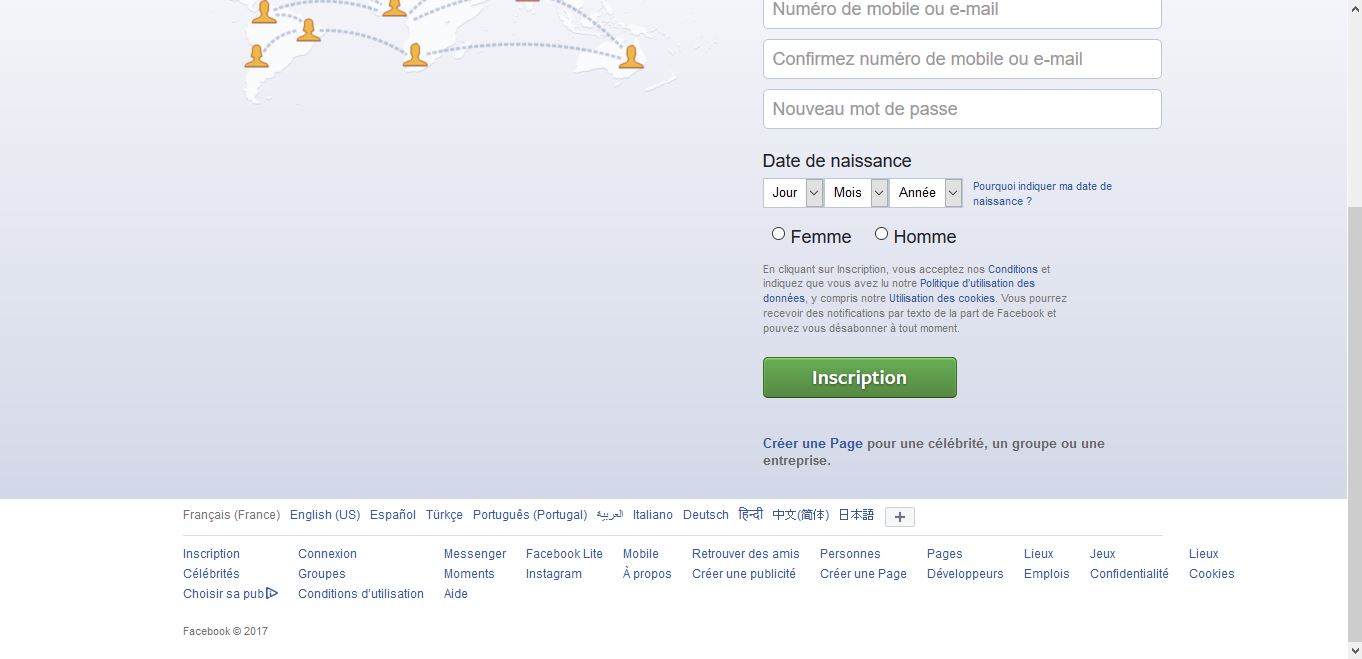 Numéro de mobile ou e-mail
Confirmez numéro de mobile ou e-mail
Nouveau mot de passe
Date de naissance
Jour Mois Année Pourquoi indiquer ma date de
naissance ?
Femme Homme
En cliquant sur Inscription, vous acceptez nos Conditions et
indiquez que vous avez lu notre Politique d'utilisation des
données, y compris notre Utilisation des cookies. Vous pourrez
recevoir des notifications par texto de la part de Facebook et
pouvez vous désabonner à tout moment.
Inscription
Créer une Page pour une célébrité, un groupe ou une
entreprise.
Français (France) English (US) Español Türkçe Português (Portugal) العربية Italiano Deutsch हिन्दी 中文(简体) 日本語 +
Inscription Connexion Messenger Facebook Lite Mobile Retrouver des amis Personnes Pages Lieux Jeux Lieux
Célébrités Groupes Moments Instagram À propos Créer une publicité Créer une Page Développeurs Emplois Confidentialité Cookies
Choisir sa pub Conditions d'utilisation Aide
Facebook © 2017